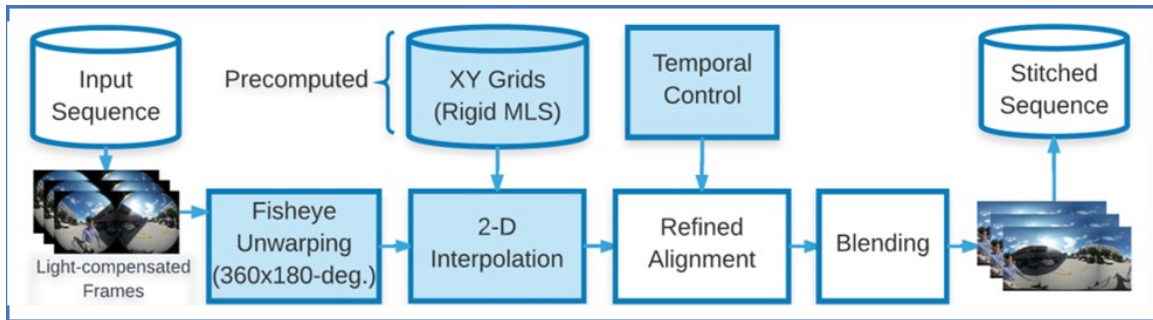 Input
Sequence
Precomputed
XY Grids
(Rigid MLS)
Temporal
Control
Stitched
Sequence
Light-compensated
Frames
Fisheye
Unwarping
(360x180-deg.)
2-D
Interpolation
Refined
Alignment
Blending